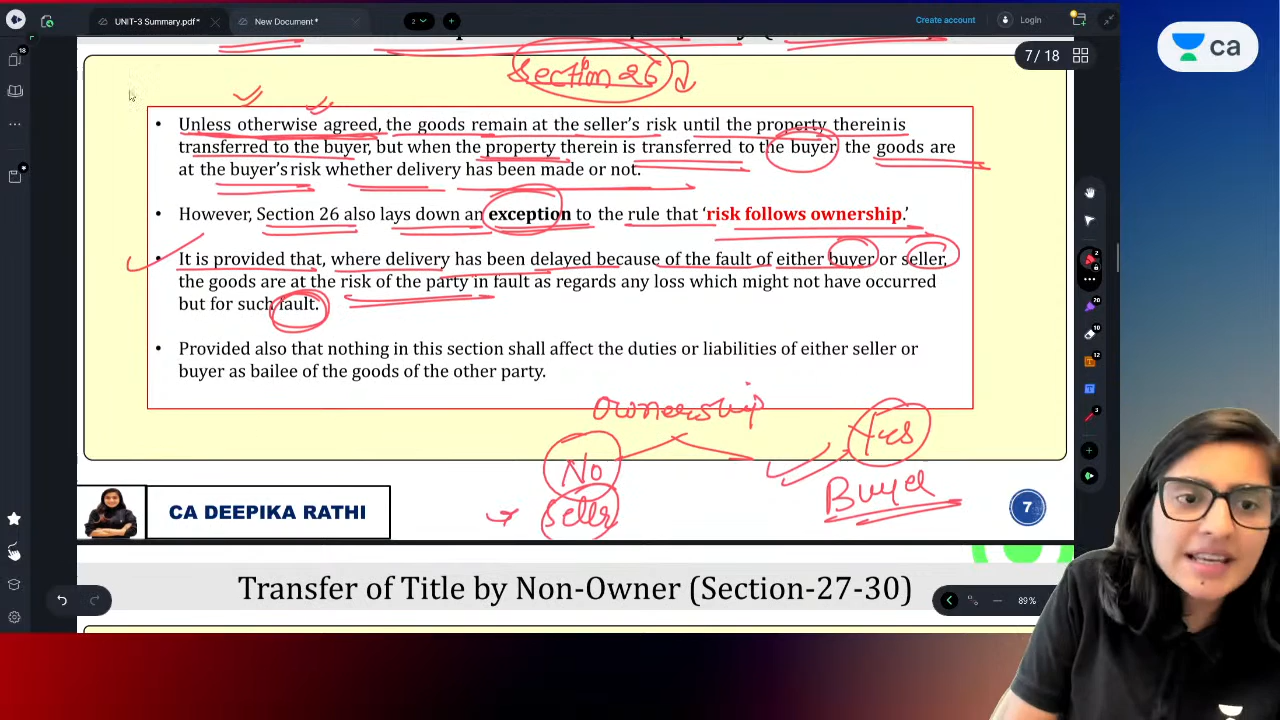 UNIT-3 Summary.pdf*
New Document*
2
Create account
Login
7 / 18
ca
Section 26
• Unless otherwise agreed, the goods remain at the seller's risk until the property therein is
transferred to the buyer, but when the property therein is transferred to the buyer the goods are
at the buyer's risk whether delivery has been made or not.
• However, Section 26 also lays down an exception to the rule that 'risk follows ownership.'
• It is provided that, where delivery has been delayed because of the fault of either buyer or seller,
the goods are at the risk of the party in fault as regards any loss which might not have occurred
but for such fault.
• Provided also that nothing in this section shall affect the duties or liabilities of either seller or
buyer as bailee of the goods of the other party.
Ownership
No
Yes
Seller
Buyer
CA DEEPIKA RATHI
7
Transfer of Title by Non-Owner (Section-27-30)
89%